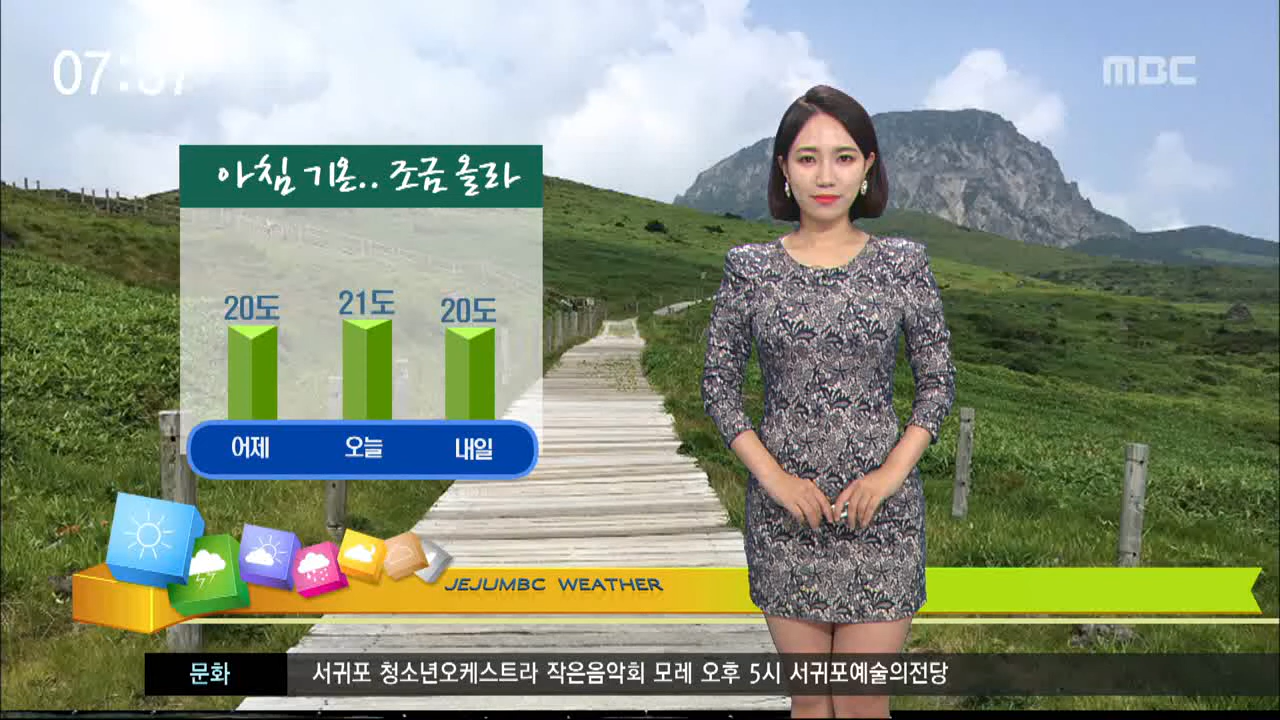 MBC
아침 기온.. 조금 올라
20도 21도 20도
어제 오늘 내일
JEJUMBC WEATHER
문화 서귀포 청소년오케스트라 작은음악회 모레 오후 5시 서귀포예술의전당